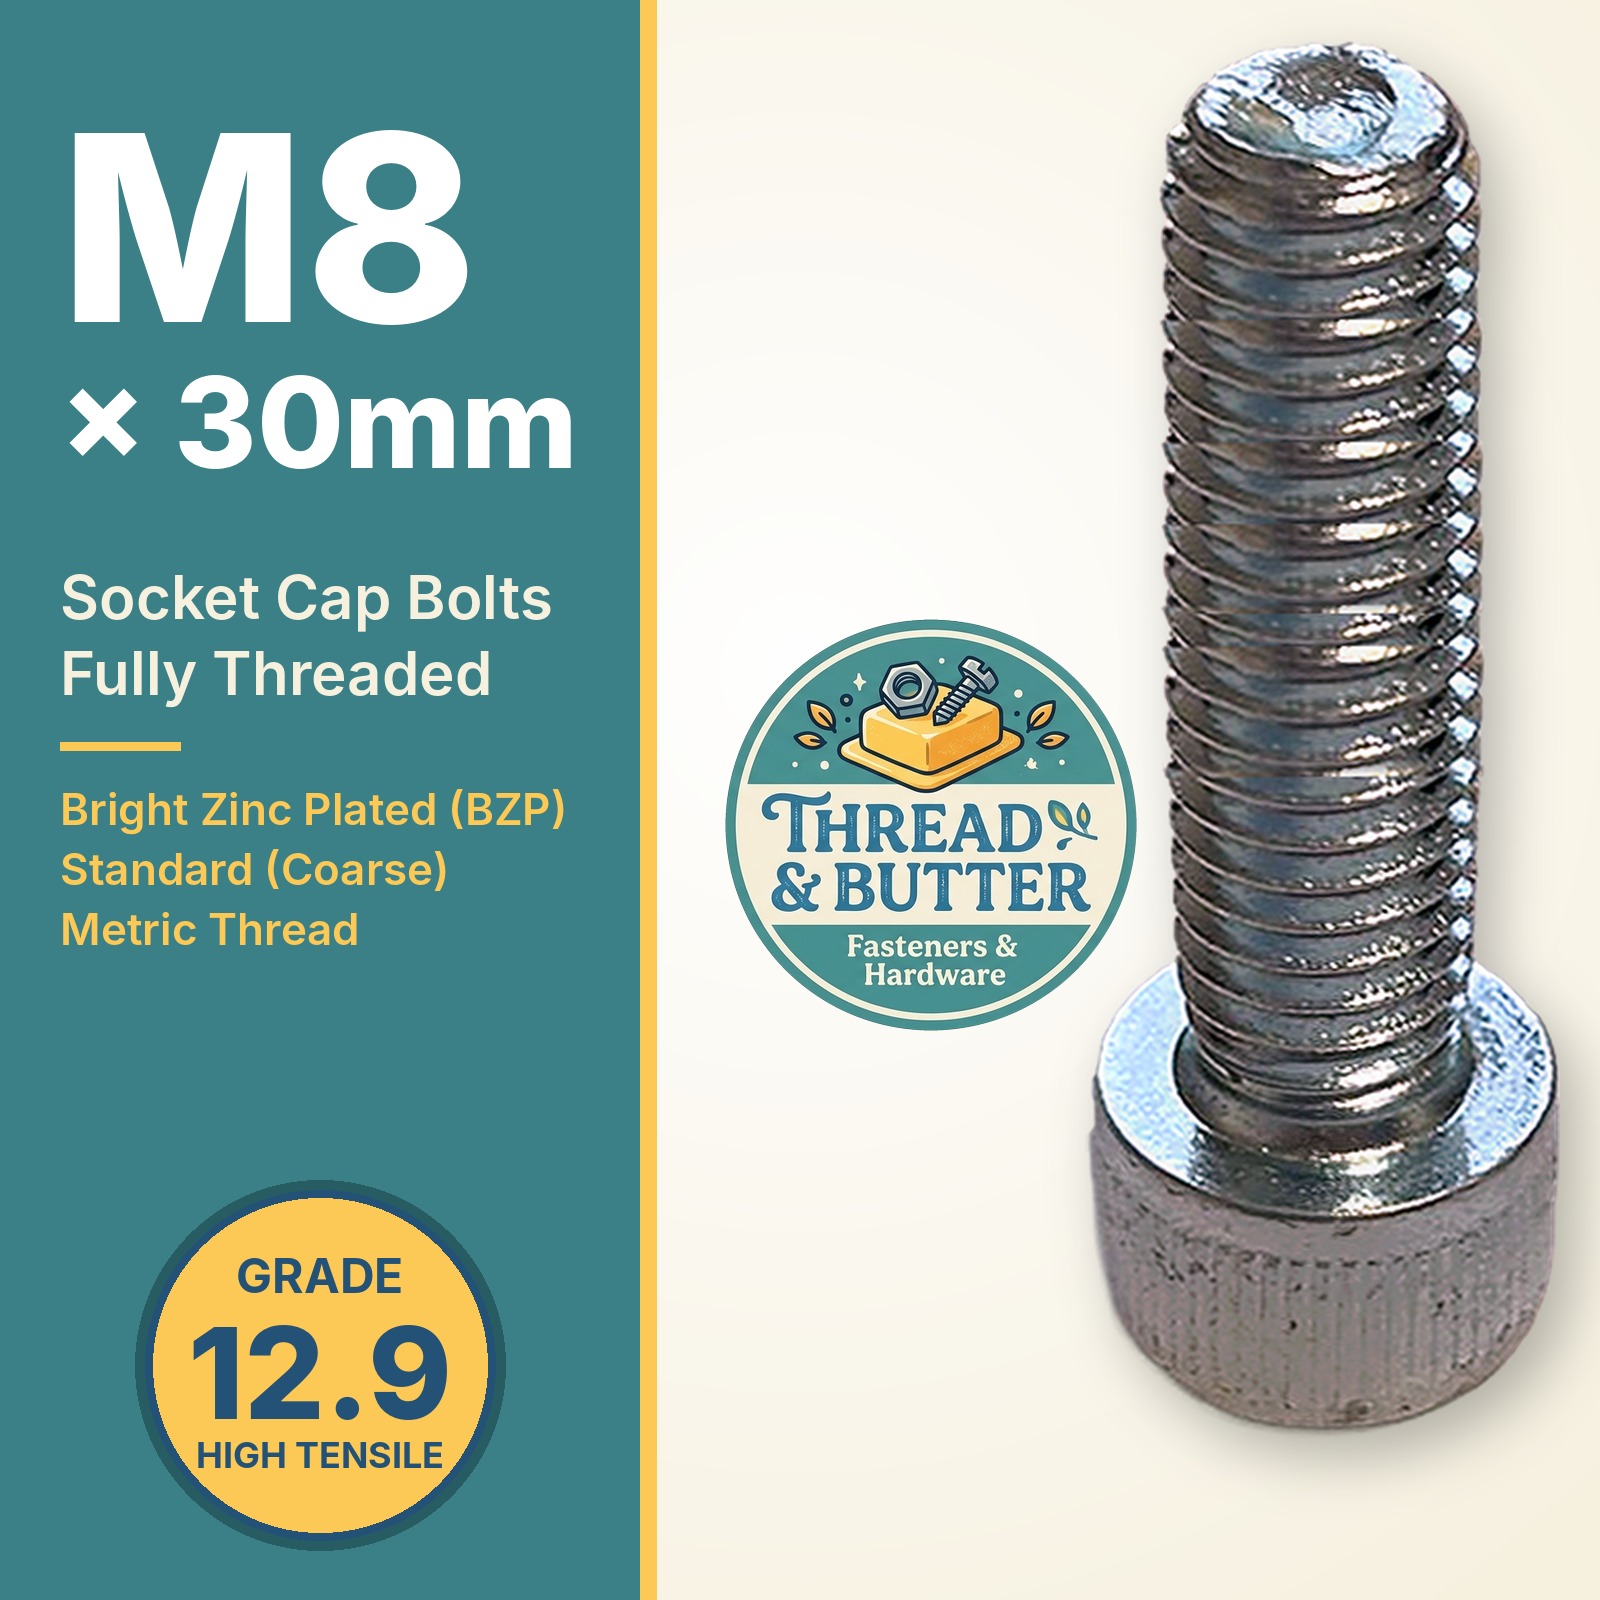 M8
× 30mm
Socket Cap Bolts
Fully Threaded
Bright Zinc Plated (BZP)
Standard (Coarse)
Metric Thread
GRADE
12.9
HIGH TENSILE
THREAD
& BUTTER
Fasteners &
Hardware